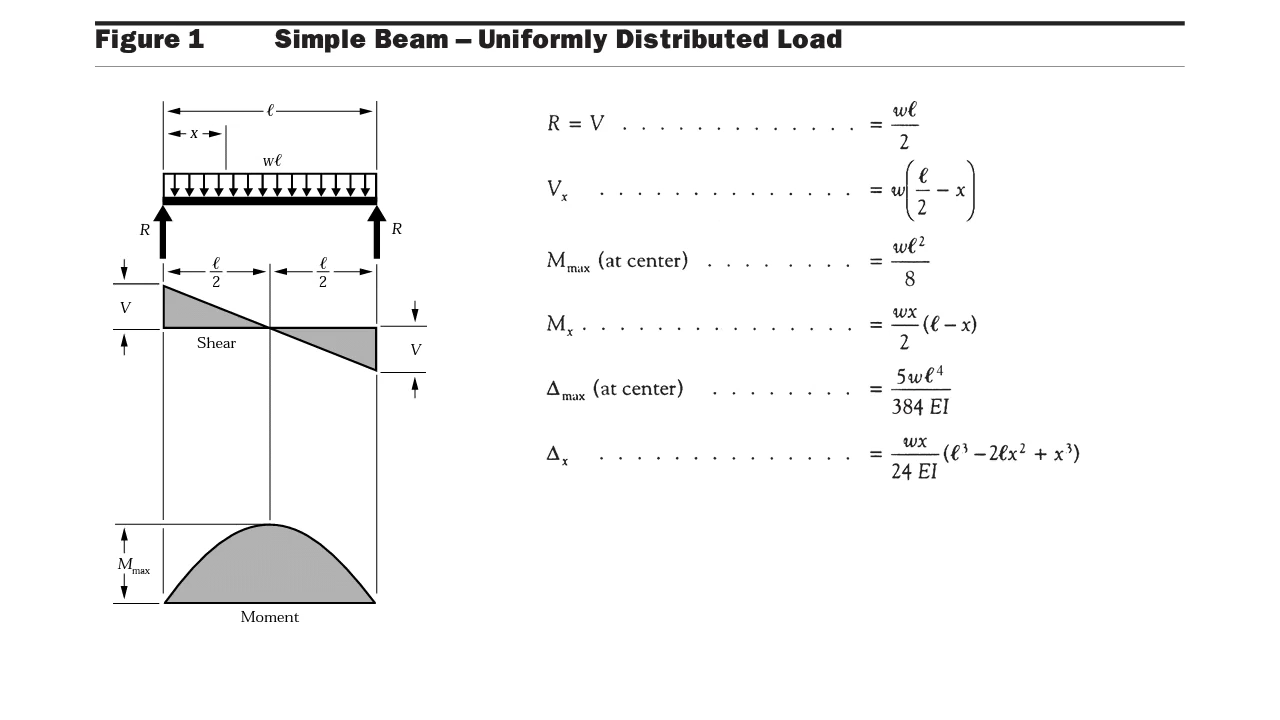 Figure 1 Simple Beam – Uniformly Distributed Load
ℓ
x
wℓ
R R
ℓ/2 ℓ/2
V
Shear
V
M_max
Moment
R = V . . . . . . . . . . . . . = wℓ/2
V_x . . . . . . . . . . . . . . = w(ℓ/2 − x)
M_max (at center) . . . . . . . . = wℓ²/8
M_x . . . . . . . . . . . . . . . = wx/2 (ℓ − x)
Δ_max (at center) . . . . . . . . = 5wℓ⁴/384 EI
Δ_x . . . . . . . . . . . . . . = wx/24 EI (ℓ³ − 2ℓx² + x³)